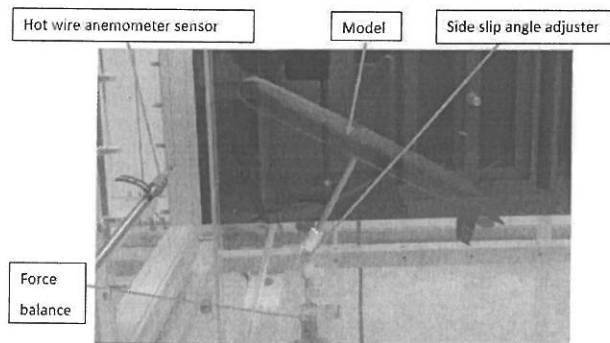 Hot wire anemometer sensor
Model
Side slip angle adjuster
Force
balance